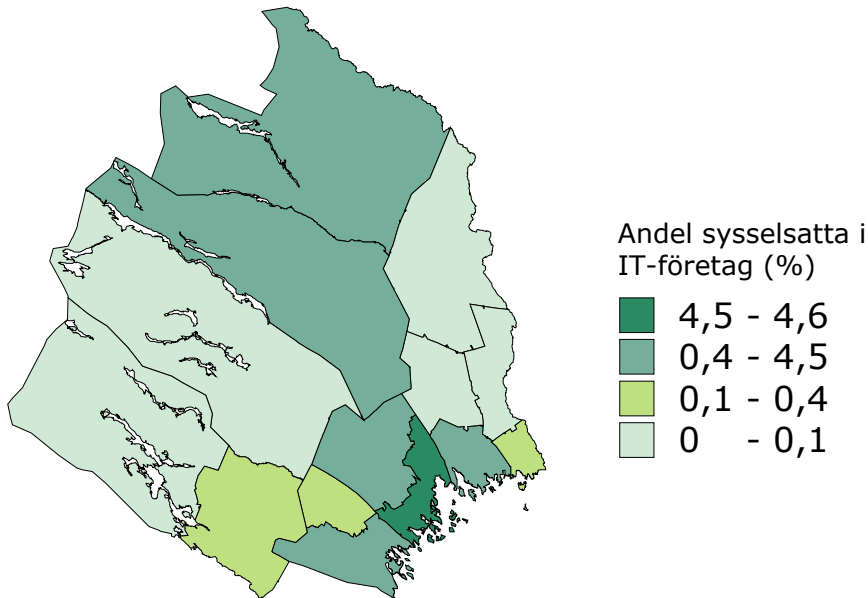 Andel sysselsatta i
IT-företag (%)
4,5 - 4,6
0,4 - 4,5
0,1 - 0,4
0 - 0,1